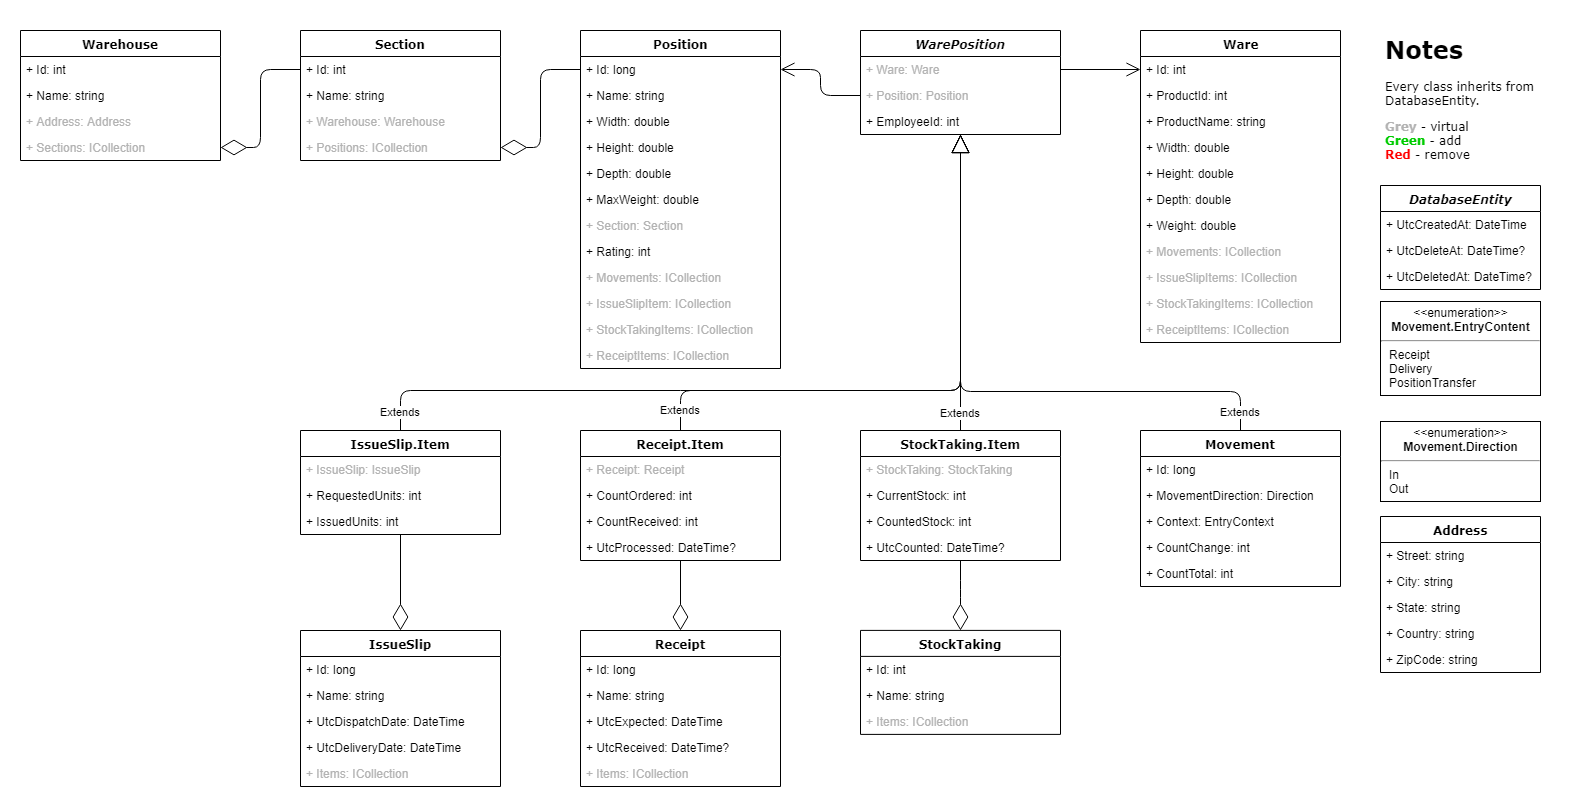 Warehouse
+ Id: int
+ Name: string
+ Address: Address
+ Sections: ICollection
Section
+ Id: int
+ Name: string
+ Warehouse: Warehouse
+ Positions: ICollection
Position
+ Id: long
+ Name: string
+ Width: double
+ Height: double
+ Depth: double
+ MaxWeight: double
+ Section: Section
+ Rating: int
+ Movements: ICollection
+ IssueSlipItem: ICollection
+ StockTakingItems: ICollection
+ ReceiptItems: ICollection
WarePosition
+ Ware: Ware
+ Position: Position
+ EmployeeId: int
Ware
+ Id: int
+ ProductId: int
+ ProductName: string
+ Width: double
+ Height: double
+ Depth: double
+ Weight: double
+ Movements: ICollection
+ IssueSlipItems: ICollection
+ StockTakingItems: ICollection
+ ReceiptItems: ICollection
Notes
Every class inherits from
DatabaseEntity.
Grey - virtual
Green - add
Red - remove
DatabaseEntity
+ UtcCreatedAt: DateTime
+ UtcDeleteAt: DateTime?
+ UtcDeletedAt: DateTime?
<<enumeration>>
Movement.EntryContent
Receipt
Delivery
PositionTransfer
<<enumeration>>
Movement.Direction
In
Out
Address
+ Street: string
+ City: string
+ State: string
+ Country: string
+ ZipCode: string
Extends
Extends
Extends
Extends
IssueSlip.Item
+ IssueSlip: IssueSlip
+ RequestedUnits: int
+ IssuedUnits: int
Receipt.Item
+ Receipt: Receipt
+ CountOrdered: int
+ CountReceived: int
+ UtcProcessed: DateTime?
StockTaking.Item
+ StockTaking: StockTaking
+ CurrentStock: int
+ CountedStock: int
+ UtcCounted: DateTime?
Movement
+ Id: long
+ MovementDirection: Direction
+ Context: EntryContext
+ CountChange: int
+ CountTotal: int
IssueSlip
+ Id: long
+ Name: string
+ UtcDispatchDate: DateTime
+ UtcDeliveryDate: DateTime
+ Items: ICollection
Receipt
+ Id: long
+ Name: string
+ UtcExpected: DateTime
+ UtcReceived: DateTime?
+ Items: ICollection
StockTaking
+ Id: int
+ Name: string
+ Items: ICollection